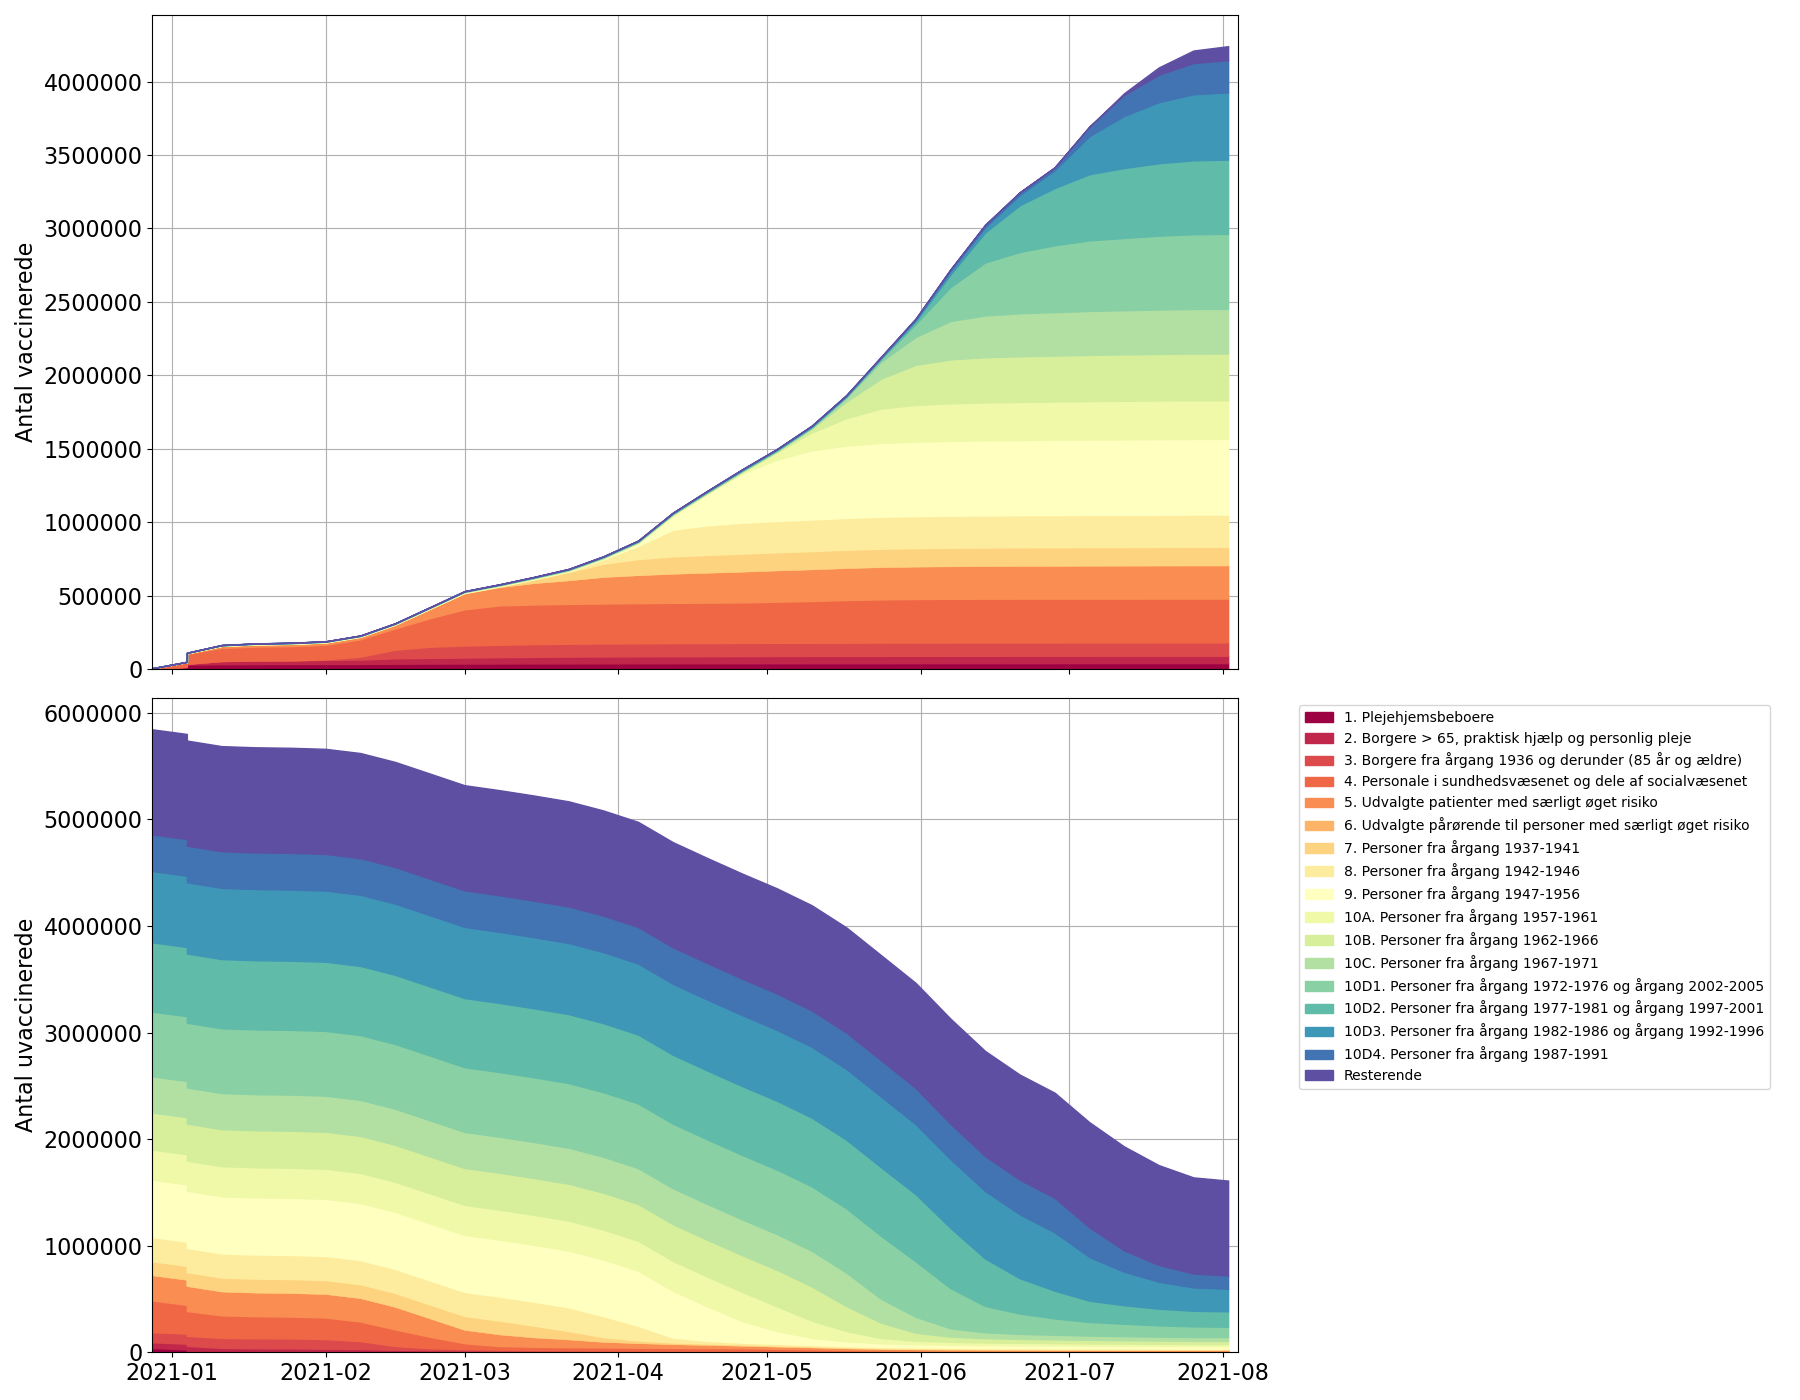 4000000
3500000
3000000
2500000
2000000
1500000
1000000
500000
0
Antal vaccinerede
6000000
5000000
4000000
3000000
2000000
1000000
0
Antal uvaccinerede
2021-01 2021-02 2021-03 2021-04 2021-05 2021-06 2021-07 2021-08
1. Plejehjemsbeboere
2. Borgere > 65, praktisk hjælp og personlig pleje
3. Borgere fra årgang 1936 og derunder (85 år og ældre)
4. Personale i sundhedsvæsenet og dele af socialvæsenet
5. Udvalgte patienter med særligt øget risiko
6. Udvalgte pårørende til personer med særligt øget risiko
7. Personer fra årgang 1937-1941
8. Personer fra årgang 1942-1946
9. Personer fra årgang 1947-1956
10A. Personer fra årgang 1957-1961
10B. Personer fra årgang 1962-1966
10C. Personer fra årgang 1967-1971
10D1. Personer fra årgang 1972-1976 og årgang 2002-2005
10D2. Personer fra årgang 1977-1981 og årgang 1997-2001
10D3. Personer fra årgang 1982-1986 og årgang 1992-1996
10D4. Personer fra årgang 1987-1991
Resterende